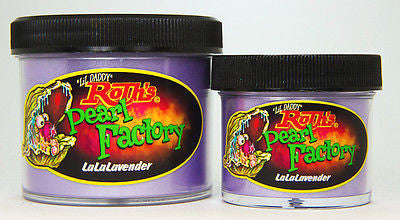 "LIL DADDY"
Roth's
Pearl
Factory
LaLaLavender
"LIL DADDY"
Roth's
Pearl
Factory
LaLaLavender